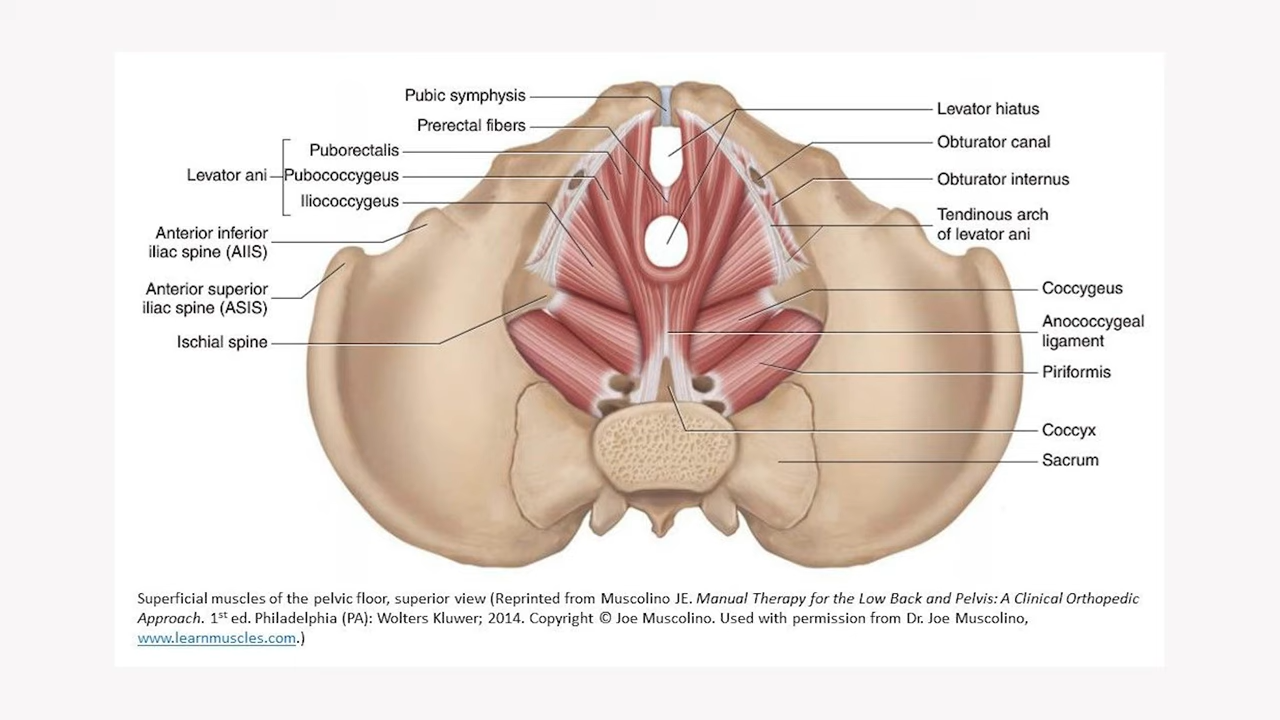 Pubic symphysis
Prerectal fibers
Puborectalis
Levator ani
Pubococcygeus
Iliococcygeus
Anterior inferior
iliac spine (AIIS)
Anterior superior
iliac spine (ASIS)
Ischial spine
Levator hiatus
Obturator canal
Obturator internus
Tendinous arch
of levator ani
Coccygeus
Anococcygeal
ligament
Piriformis
Coccyx
Sacrum
Superficial muscles of the pelvic floor, superior view (Reprinted from Muscolino JE. Manual Therapy for the Low Back and Pelvis: A Clinical Orthopedic
Approach. 1st ed. Philadelphia (PA): Wolters Kluwer; 2014. Copyright © Joe Muscolino. Used with permission from Dr. Joe Muscolino,
www.learnmuscles.com.)